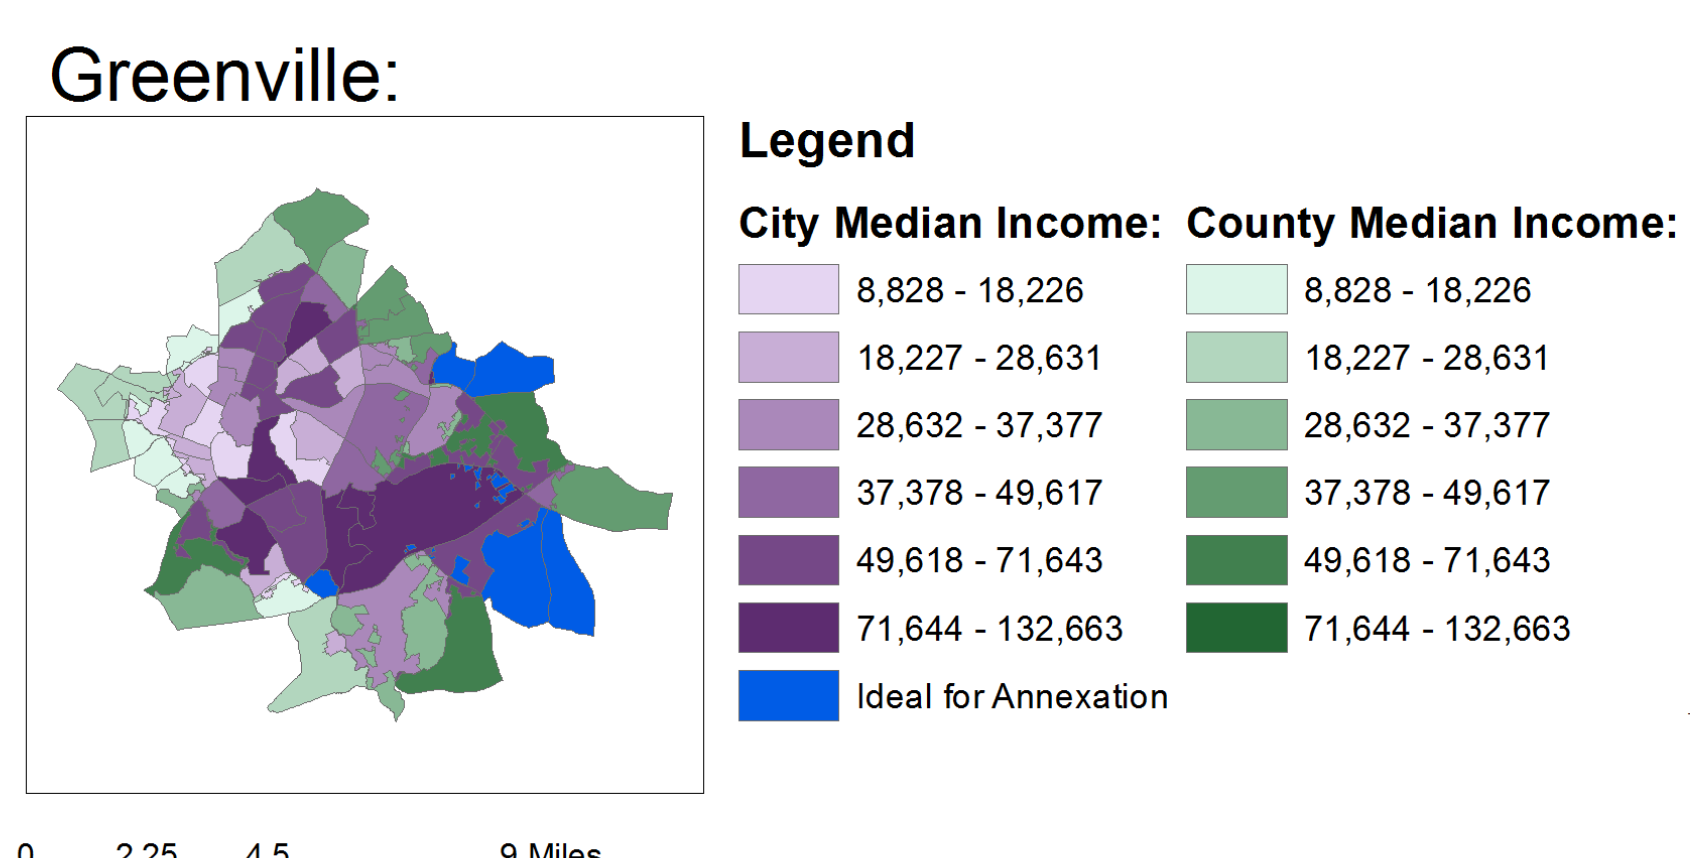 Greenville:
Legend
City Median Income:
8,828 - 18,226
18,227 - 28,631
28,632 - 37,377
37,378 - 49,617
49,618 - 71,643
71,644 - 132,663
Ideal for Annexation
County Median Income:
8,828 - 18,226
18,227 - 28,631
28,632 - 37,377
37,378 - 49,617
49,618 - 71,643
71,644 - 132,663
0 2.25 4.5 9 Miles